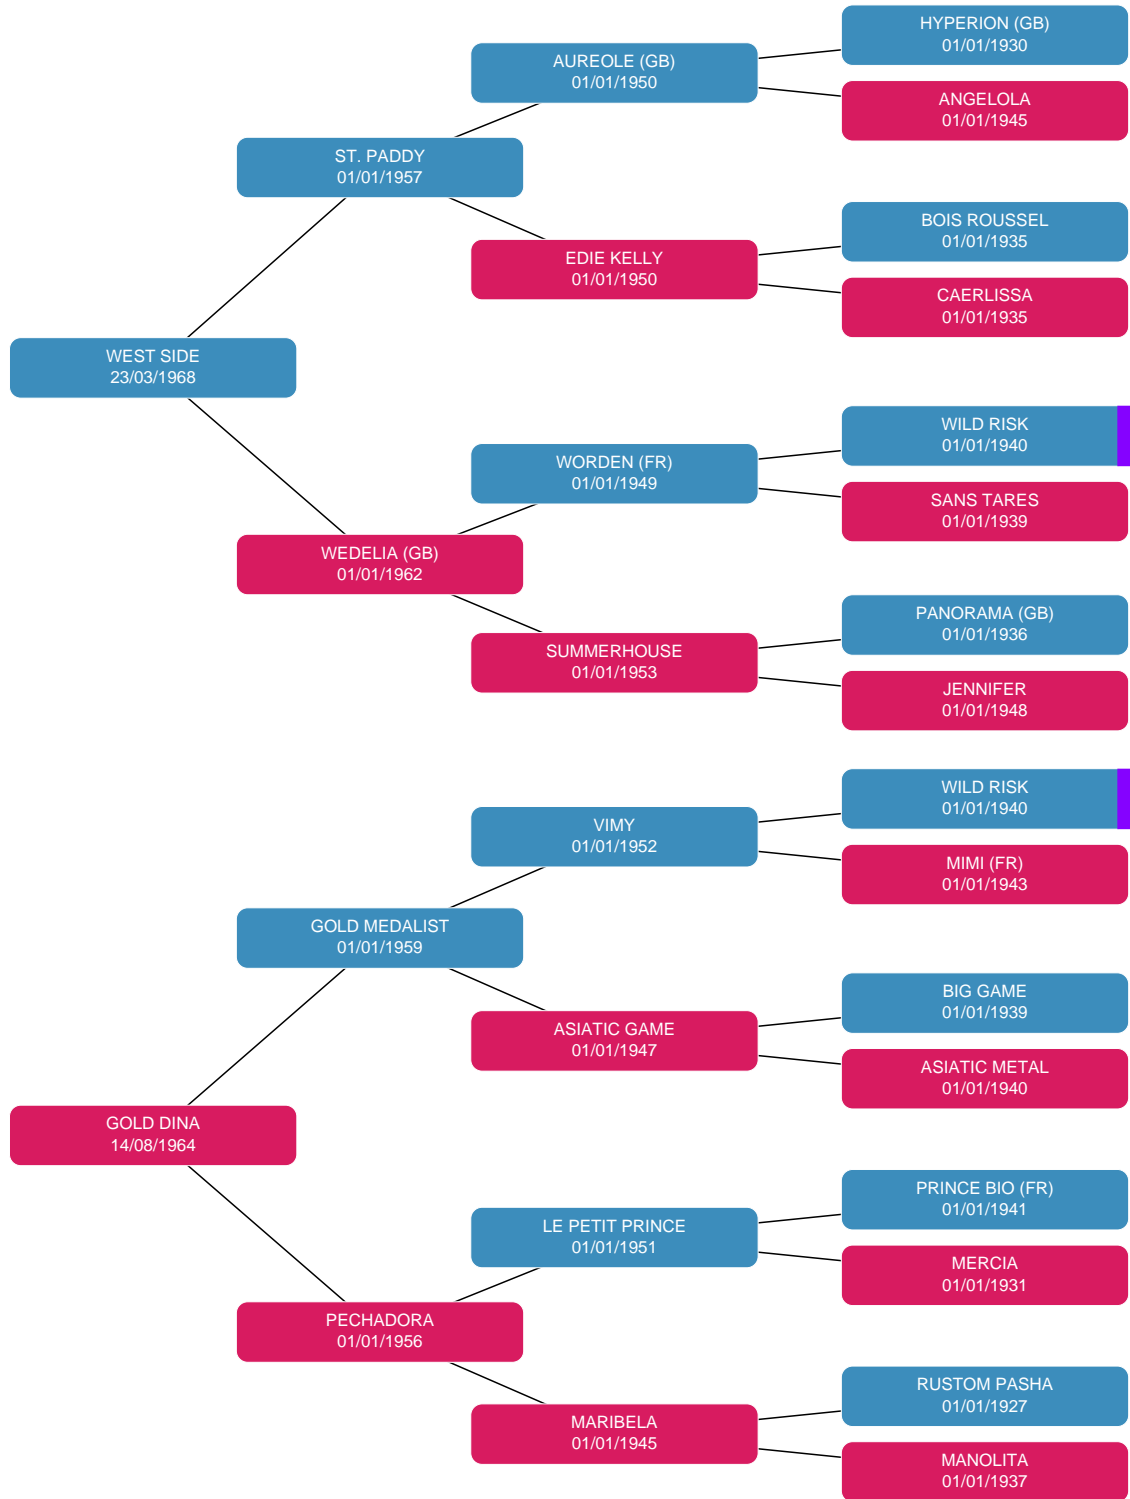 HYPERION (GB)
01/01/1930
AUREOLE (GB)
01/01/1950
ANGELOLA
01/01/1945
ST. PADDY
01/01/1957
BOIS ROUSSEL
01/01/1935
EDIE KELLY
01/01/1950
CAERLISSA
01/01/1935
WEST SIDE
23/03/1968
WILD RISK
01/01/1940
WORDEN (FR)
01/01/1949
SANS TARES
01/01/1939
WEDELIA (GB)
01/01/1962
PANORAMA (GB)
01/01/1936
SUMMERHOUSE
01/01/1953
JENNIFER
01/01/1948
WILD RISK
01/01/1940
VIMY
01/01/1952
MIMI (FR)
01/01/1943
GOLD MEDALIST
01/01/1959
BIG GAME
01/01/1939
ASIATIC GAME
01/01/1947
ASIATIC METAL
01/01/1940
GOLD DINA
14/08/1964
PRINCE BIO (FR)
01/01/1941
LE PETIT PRINCE
01/01/1951
MERCIA
01/01/1931
PECHADORA
01/01/1956
RUSTOM PASHA
01/01/1927
MARIBELA
01/01/1945
MANOLITA
01/01/1937